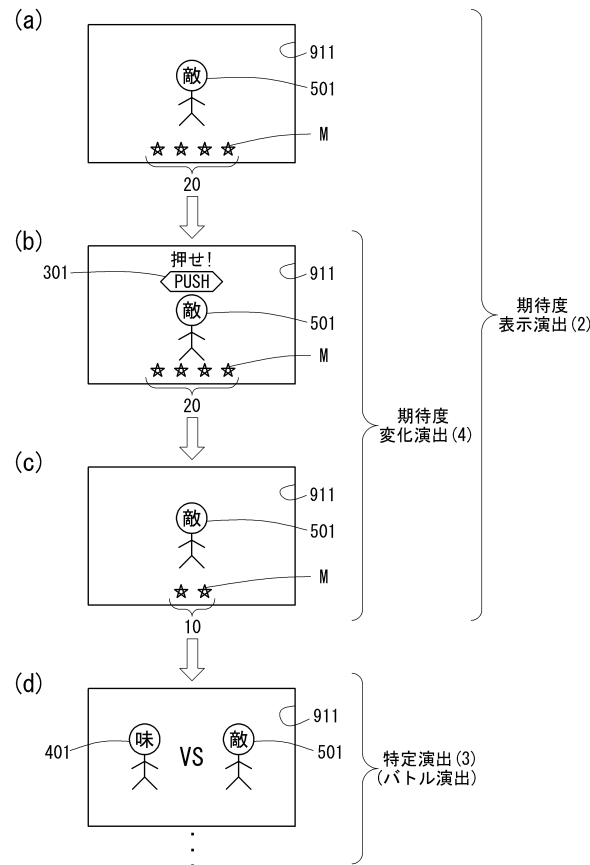 (a)
911
敵
501
M
20
(b)
押せ!
301
PUSH
911
敵
501
M
20
期待度
表示演出(2)
期待度
変化演出(4)
(c)
911
敵
501
M
10
(d)
911
401
味
VS
敵
501
特定演出(3)
(バトル演出)